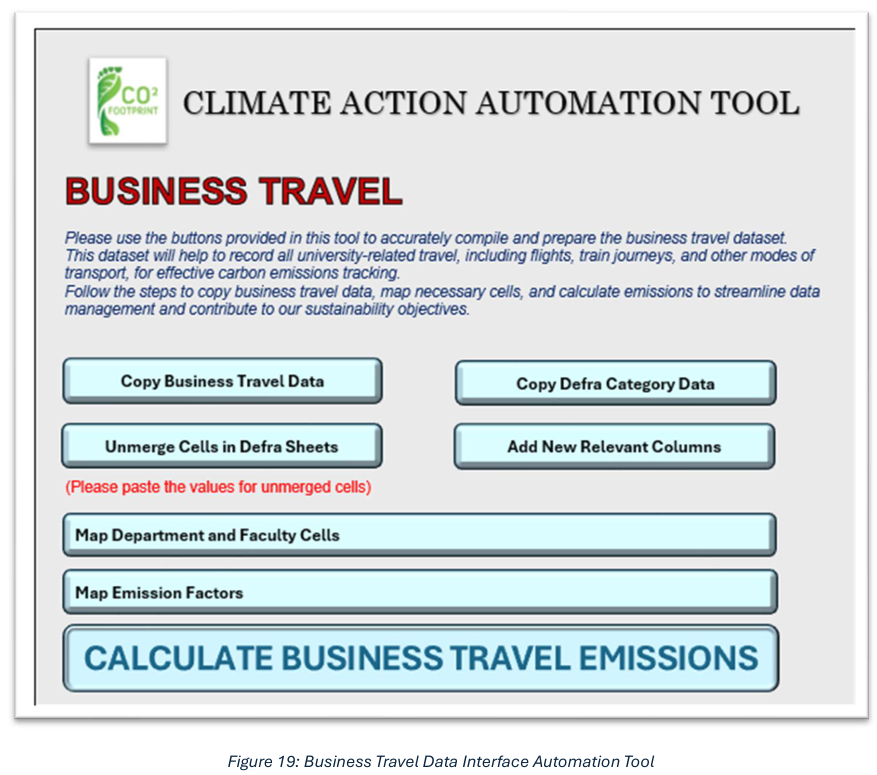 CO²
FOOTPRINT
CLIMATE ACTION AUTOMATION TOOL
BUSINESS TRAVEL
Please use the buttons provided in this tool to accurately compile and prepare the business travel dataset.
This dataset will help to record all university-related travel, including flights, train journeys, and other modes of
transport, for effective carbon emissions tracking.
Follow the steps to copy business travel data, map necessary cells, and calculate emissions to streamline data
management and contribute to our sustainability objectives.
Copy Business Travel Data
Copy Defra Category Data
Unmerge Cells in Defra Sheets
Add New Relevant Columns
(Please paste the values for unmerged cells)
Map Department and Faculty Cells
Map Emission Factors
CALCULATE BUSINESS TRAVEL EMISSIONS
Figure 19: Business Travel Data Interface Automation Tool